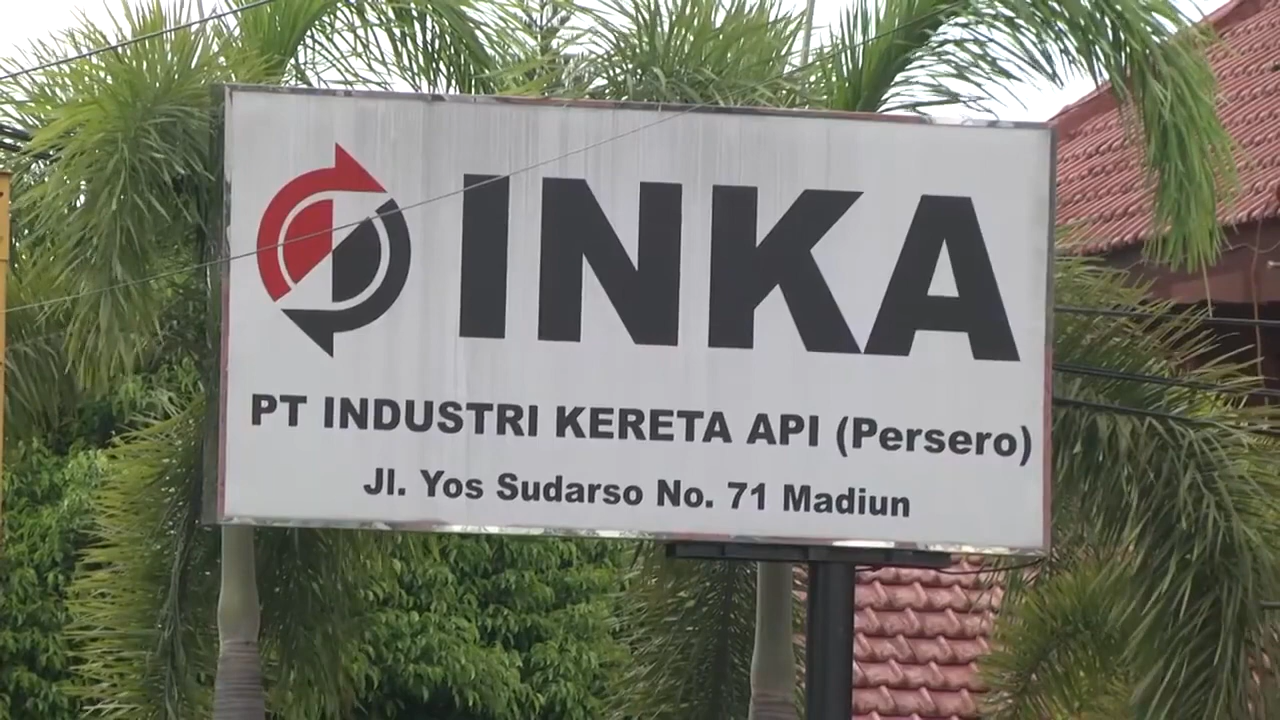 INKA
PT INDUSTRI KERETA API (Persero)
Jl. Yos Sudarso No. 71 Madiun